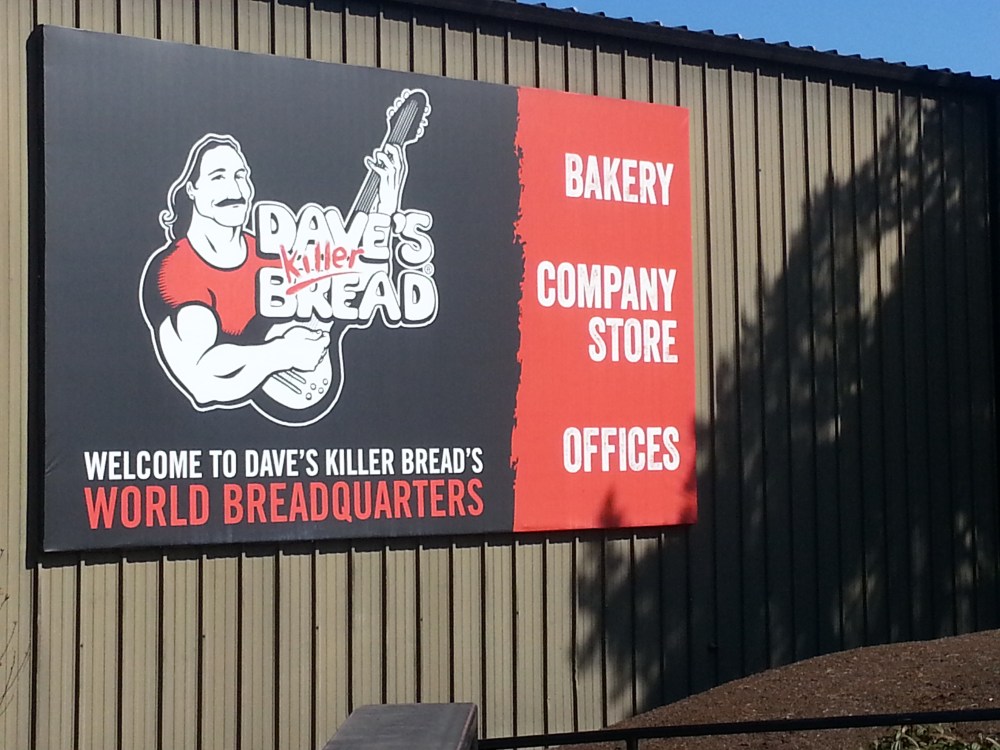 DAVE'S
killer
BREAD®
WELCOME TO DAVE'S KILLER BREAD'S
WORLD BREADQUARTERS
BAKERY
COMPANY
STORE
OFFICES